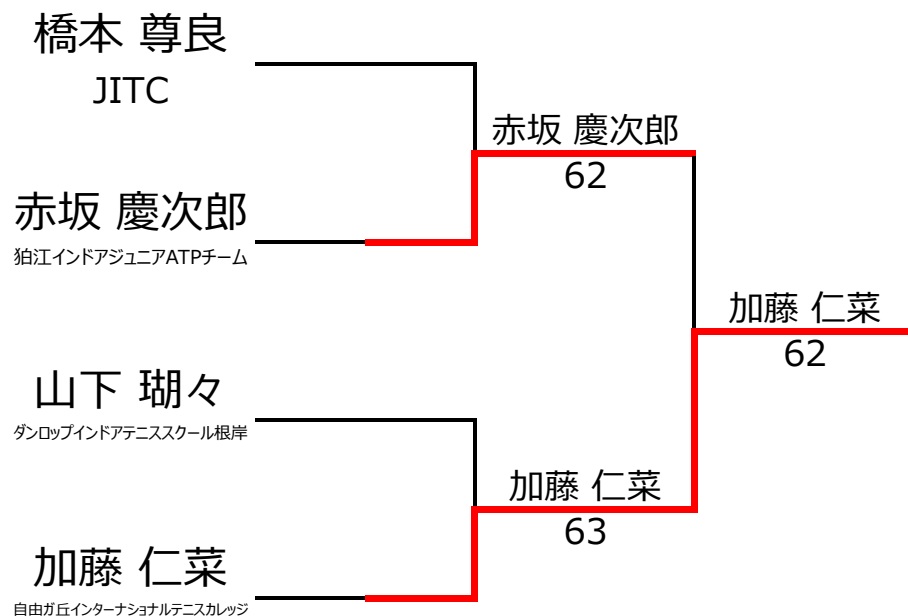 橋本 尊良
JITC
赤坂 慶次郎
62
赤坂 慶次郎
狛江インドアジュニアATPチーム
加藤 仁菜
62
山下 瑚々
ダンロップインドアテニススクール根岸
加藤 仁菜
63
加藤 仁菜
自由ガ丘インターナショナルテニスカレッジ